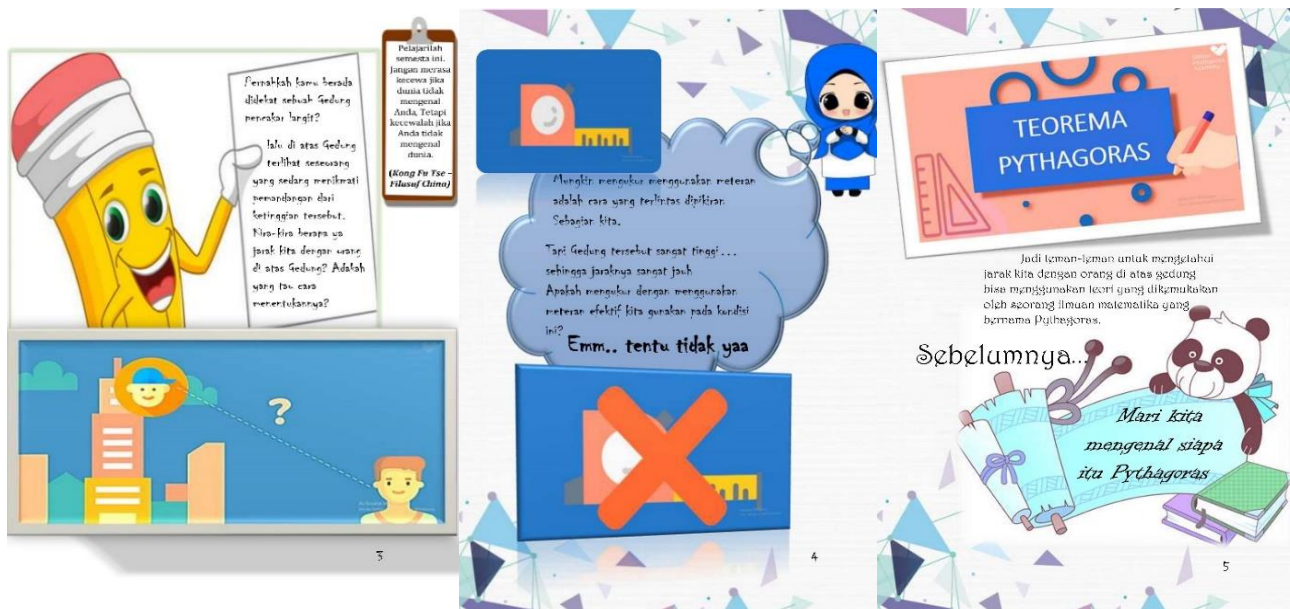 Pernahkah kamu berada
didekat sebuah Gedung
pencakar langit?
lalu di atas Gedung
terlihat seseorang
yang sedang menikmati
pemandangan dari
ketinggian tersebut.
Kira-kira berapa ya
jarak kita dengan orang
di atas Gedung? Adakah
yang tau cara
menentukannya?
Pelajarilah
semesta ini.
Jangan merasa
kecewa jika
dunia tidak
mengenal
Anda, Tetapi
kecewalah jika
Anda tidak
mengenal
dunia.
(Kong Fu Tse –
Filusuf China)
?
3
Mungkin mengukur menggunakan meteran
adalah cara yang terlintas dipikiran
Sebagian kita.
Tapi Gedung tersebut sangat tinggi...
sehingga jaraknya sangat jauh
Apakah mengukur dengan menggunakan
meteran efektif kita gunakan pada kondisi
ini?
Emm.. tentu tidak yaa
4
TEOREMA
PYTHAGORAS
Jadi teman-teman untuk mengetahui
jarak kita dengan orang di atas gedung
bisa menggunakan teori yang dikemukakan
oleh seorang ilmuan matematika yang
bernama Pythagoras.
Sebelumnya...
Mari kita
mengenal siapa
itu Pythagoras
5